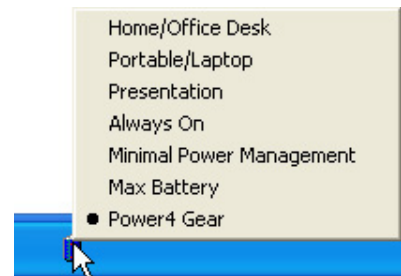 Home/Office Desk
Portable/Laptop
Presentation
Always On
Minimal Power Management
Max Battery
Power4 Gear